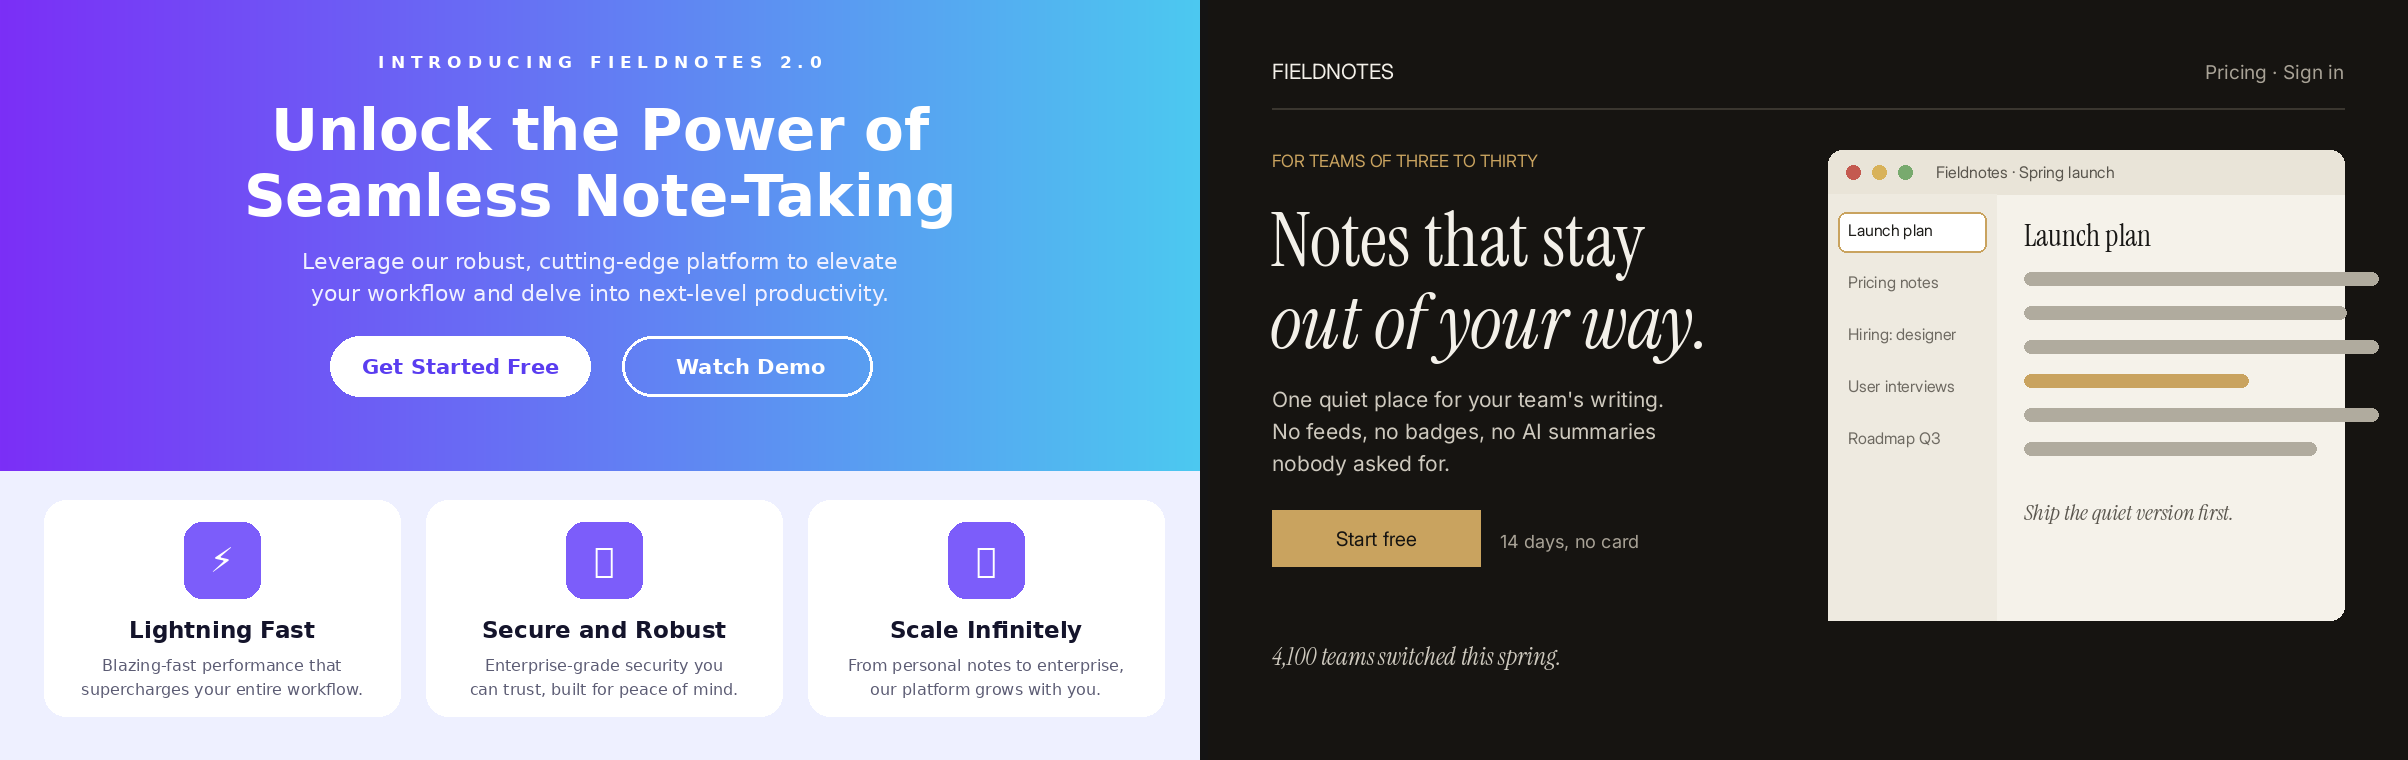 INTRODUCING FIELDNOTES 2.0
Unlock the Power of
Seamless Note-Taking
Leverage our robust, cutting-edge platform to elevate
your workflow and delve into next-level productivity.
Get Started Free
Watch Demo
Lightning Fast
Blazing-fast performance that
supercharges your entire workflow.
Secure and Robust
Enterprise-grade security you
can trust, built for peace of mind.
Scale Infinitely
From personal notes to enterprise,
our platform grows with you.
FIELDNOTES
Pricing · Sign in
FOR TEAMS OF THREE TO THIRTY
Notes that stay
out of your way.
One quiet place for your team's writing.
No feeds, no badges, no AI summaries
nobody asked for.
Start free
14 days, no card
4,100 teams switched this spring.
Fieldnotes · Spring launch
Launch plan
Pricing notes
Hiring: designer
User interviews
Roadmap Q3
Launch plan
Ship the quiet version first.